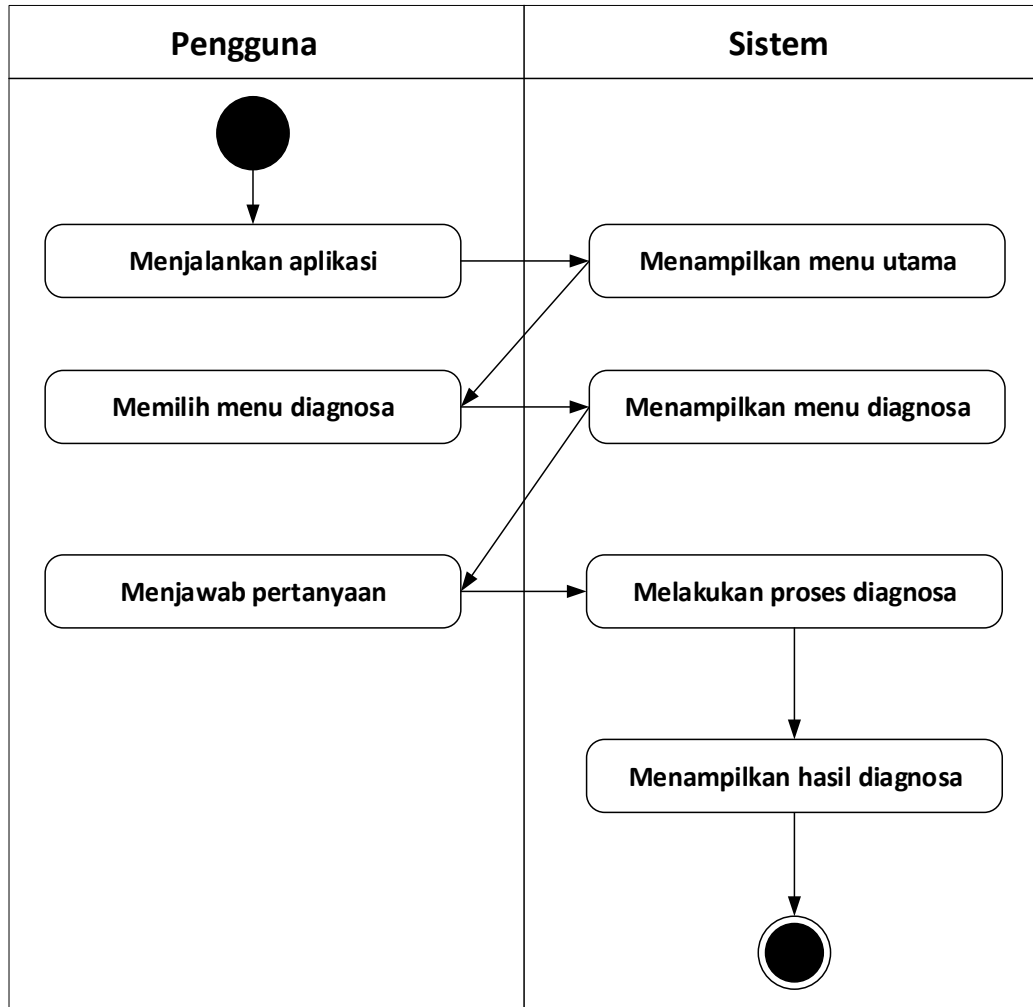 Pengguna
Sistem
Menjalankan aplikasi
Menampilkan menu utama
Memilih menu diagnosa
Menampilkan menu diagnosa
Menjawab pertanyaan
Melakukan proses diagnosa
Menampilkan hasil diagnosa